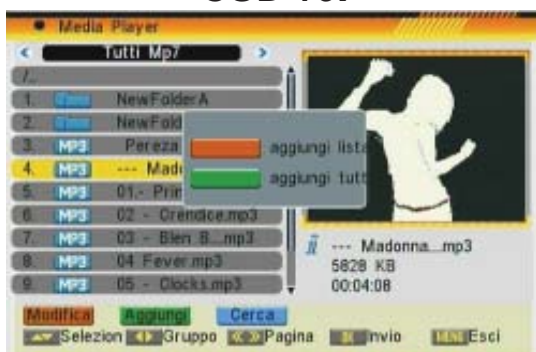 Media Player
Tutti Mp7
/..
1. NewFolderA
2. NewFold
3. MP3 Pereza
4. MP3 --- Mad
5. MP3 01.- Prin
6. MP3 02 - Crendice.mp3
7. MP3 03 - Bien B...mp3
8. MP3 04 Fever.mp3
9. MP3 05 - Clocks.mp3
aggiungi lista
aggiungi tutt
--- Madonna...mp3
5828 KB
00:04:08
Modifica Aggiungi Cerca
Selezion Gruppo Pagina Invio MENU Esci